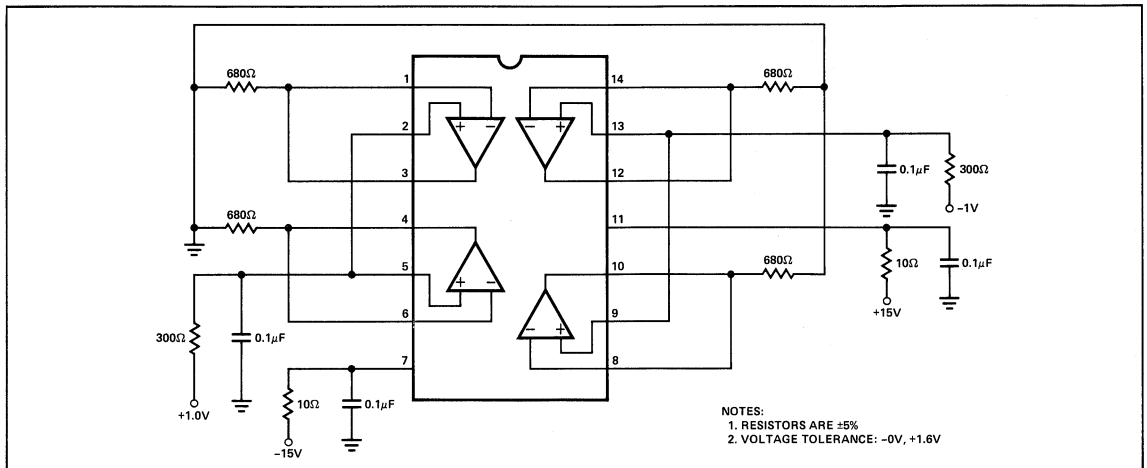 680Ω
1
14
680Ω
+ −
− +
2
13
3
12
0.1μF
300Ω
−1V
680Ω
4
11
5
10
680Ω
10Ω
0.1μF
+ −
− +
+15V
6
9
300Ω
0.1μF
7
8
+1.0V
10Ω
0.1μF
−15V
NOTES:
1. RESISTORS ARE ±5%
2. VOLTAGE TOLERANCE: −0V, +1.6V